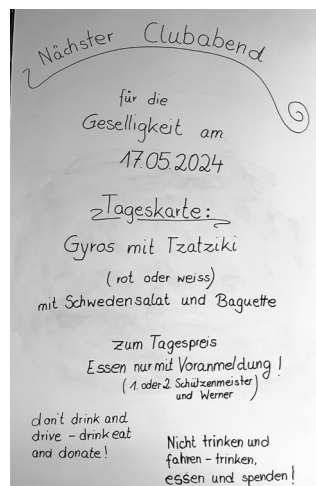 Nächster Clubabend
für die
Geselligkeit am
17.05.2024
Tageskarte:
Gyros mit Tzatziki
(rot oder weiss)
mit Schwedensalat und Baguette
zum Tagespreis
Essen nur mit Voranmeldung!
(1. oder 2. Schützenmeister
und Werner)
don't drink and
drive - drink eat
and donate!
Nicht trinken und
fahren - trinken,
essen und spenden!